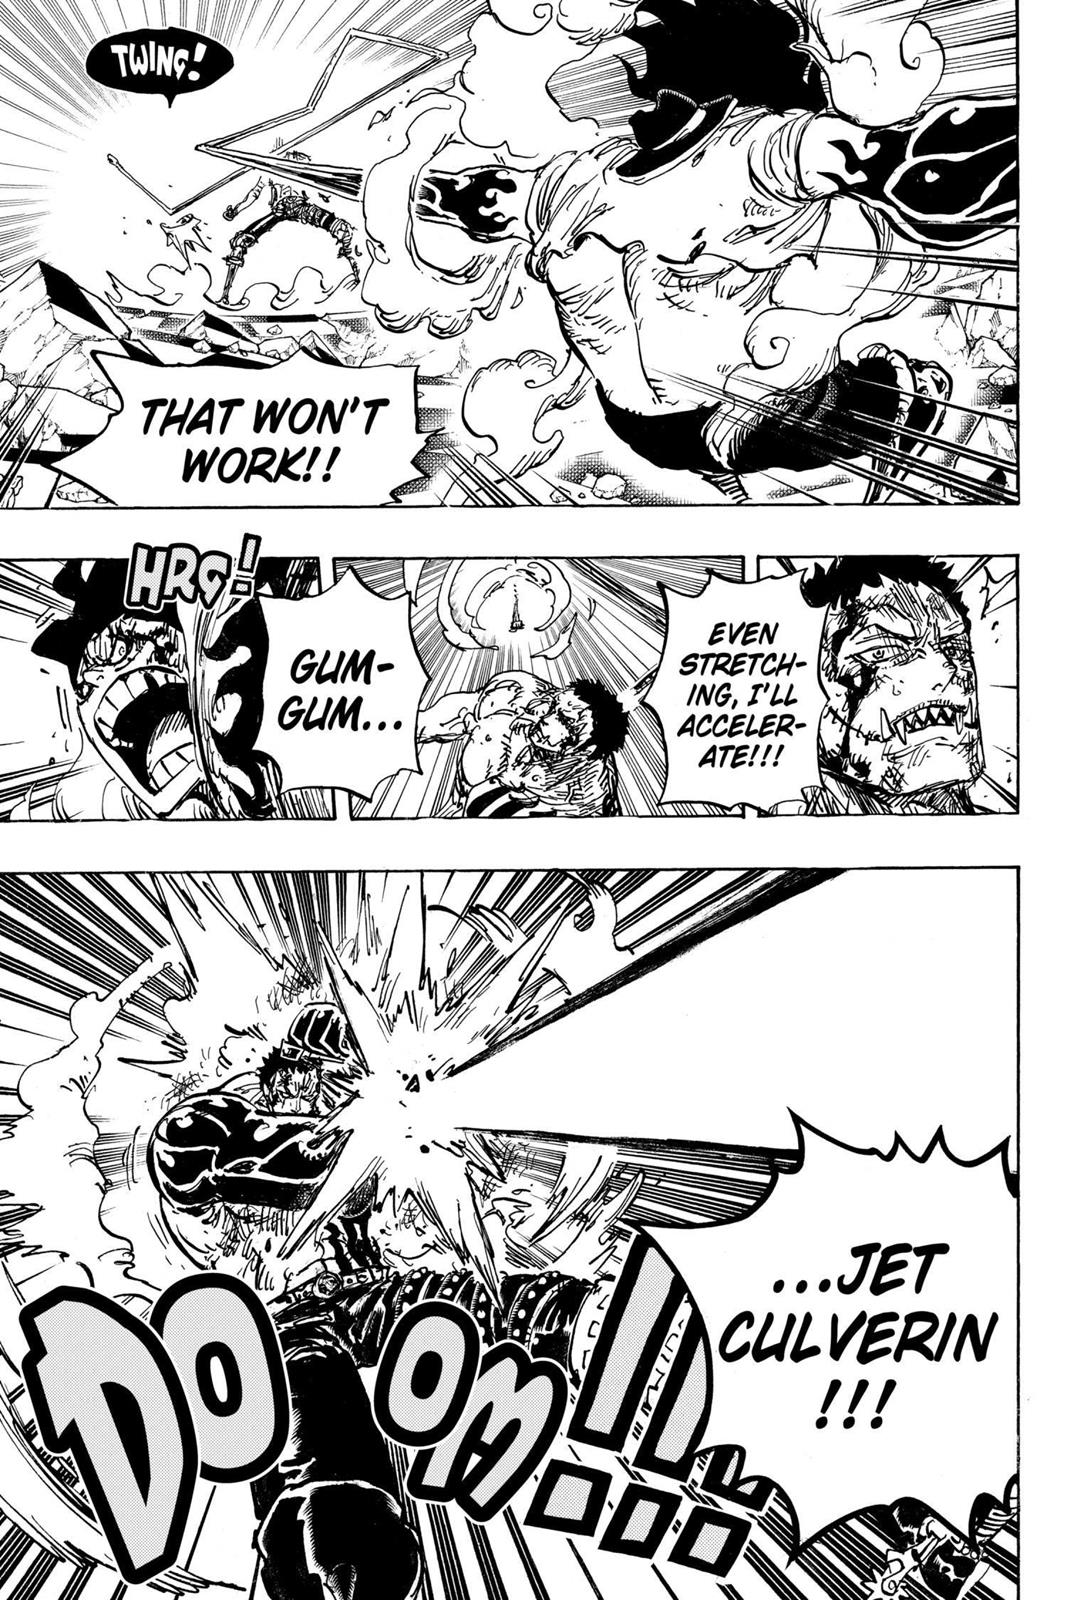 TWING!
THAT WON'T
WORK!!
EVEN
STRETCH-
ING, I'LL
ACCELER-
ATE!!!
GUM-
GUM...
HRG!
...JET
CULVERIN
!!!
DOOM...!!